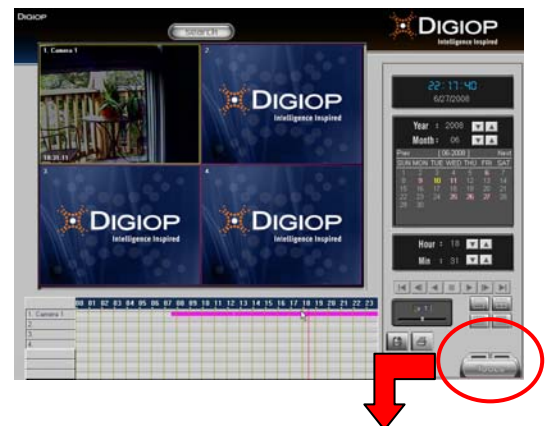 DIGIOP
search
DIGIOP
Intelligence Inspired
1. Camera 1
18:31:11
2.
DIGIOP
Intelligence Inspired
3.
DIGIOP
Intelligence Inspired
4.
DIGIOP
Intelligence Inspired
22:17:40
6/27/2008
Year : 2008
Month : 06
Prev [ 06-2008 ] Next
SUN MON TUE WED THU FRI SAT
1 2 3 4 5 6 7
8 9 10 11 12 13 14
15 16 17 18 19 20 21
22 23 24 25 26 27 28
29 30
Hour : 18
Min : 31
x 1
00 01 02 03 04 05 06 07 08 09 10 11 12 13 14 15 16 17 18 19 20 21 22 23
1. Camera 1
2.
3.
4.